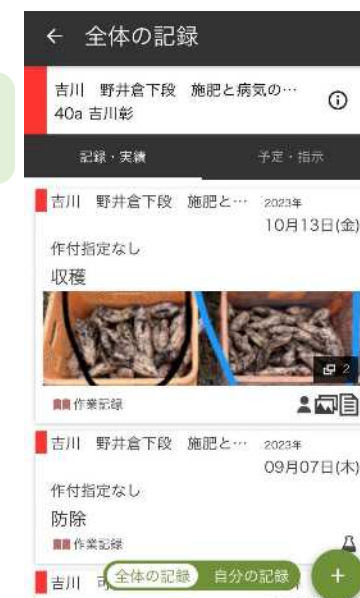 全体の記録
吉川 野井倉下段 施肥と病気の…
40a 吉川彰
記録・実績
予定・指示
吉川 野井倉下段 施肥と…
2023年
10月13日(金)
作付指定なし
収穫
2
作業記録
吉川 野井倉下段 施肥と…
2023年
09月07日(木)
作付指定なし
防除
作業記録
吉川
全体の記録
自分の記録